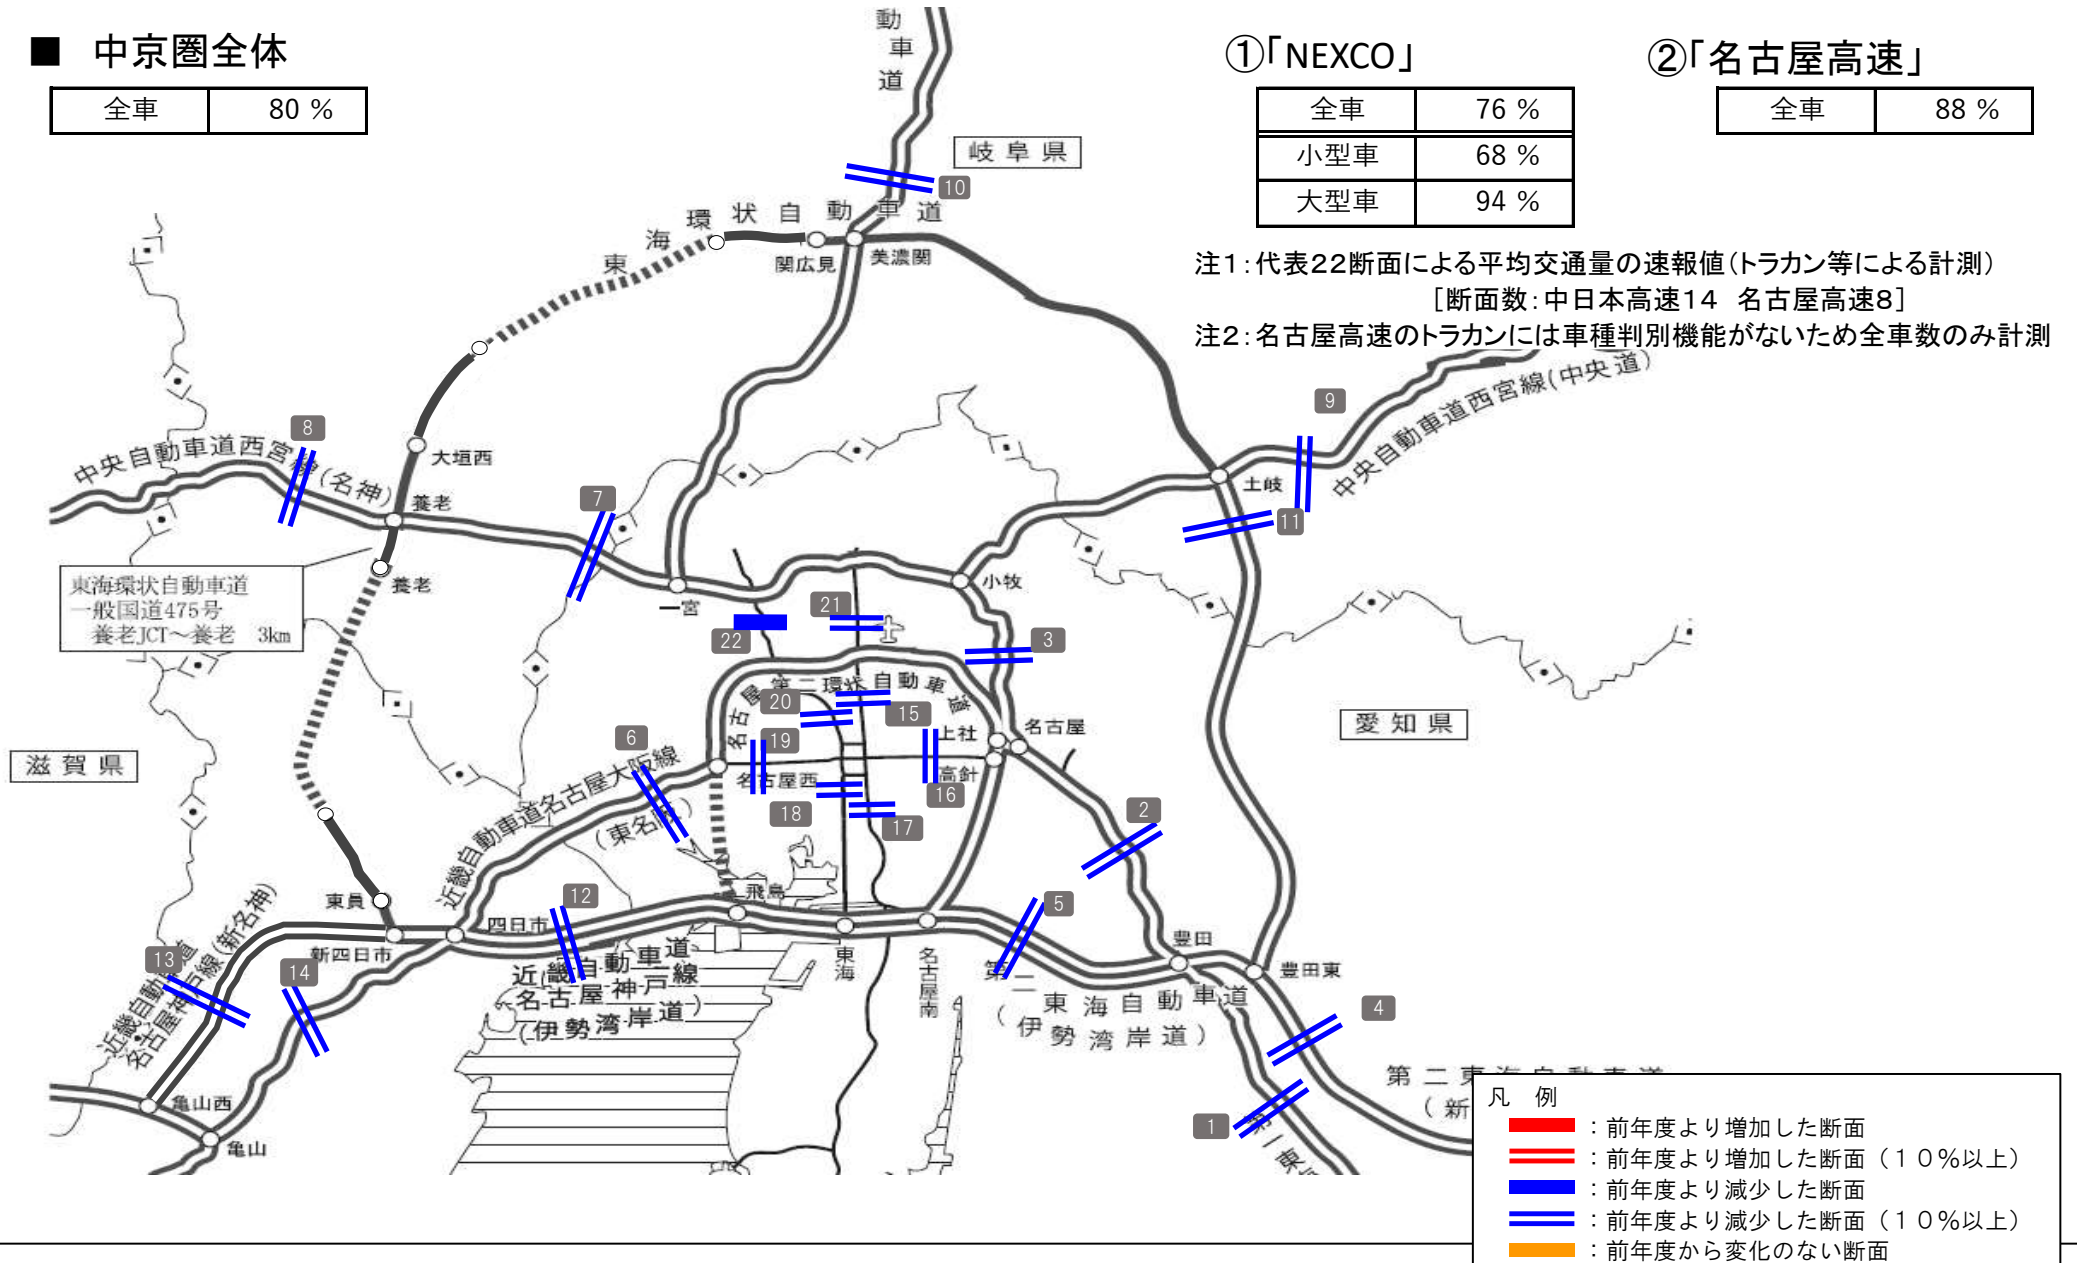 ■ 中京圏全体
全車 80 %
①「NEXCO」
全車 76 %
小型車 68 %
大型車 94 %
②「名古屋高速」
全車 88 %
注1：代表22断面による平均交通量の速報値（トラカン等による計測）
［断面数：中日本高速14 名古屋高速8］
注2：名古屋高速のトラカンには車種判別機能がないため全車数のみ計測
動車道
岐阜県
10
東海環状自動車道
関広見
美濃関
9
中央自動車道西宮線(中央道)
8
中央自動車道西宮線(名神)
大垣西
養老
7
土岐
11
東海環状自動車道
一般国道475号
養老JCT～養老 3km
養老
一宮
小牧
21
22
3
名古屋第二環状自動車道
20
15
19
上社
名古屋
愛知県
滋賀県
6
近畿自動車道名古屋大阪線
(東名阪)
名古屋西
高針
16
18
17
2
12
飛島
5
東員
四日市
新四日市
東海
名古屋南
豊田
豊田東
13
14
近畿自動車道
名古屋神戸線(新名神)
近畿自動車道
名古屋神戸線
(伊勢湾岸道)
第二東海自動車道
(伊勢湾岸道)
4
第二東海自動車道
(新
1
第一東
亀山西
亀山
凡 例
：前年度より増加した断面
：前年度より増加した断面（１０％以上）
：前年度より減少した断面
：前年度より減少した断面（１０％以上）
：前年度から変化のない断面